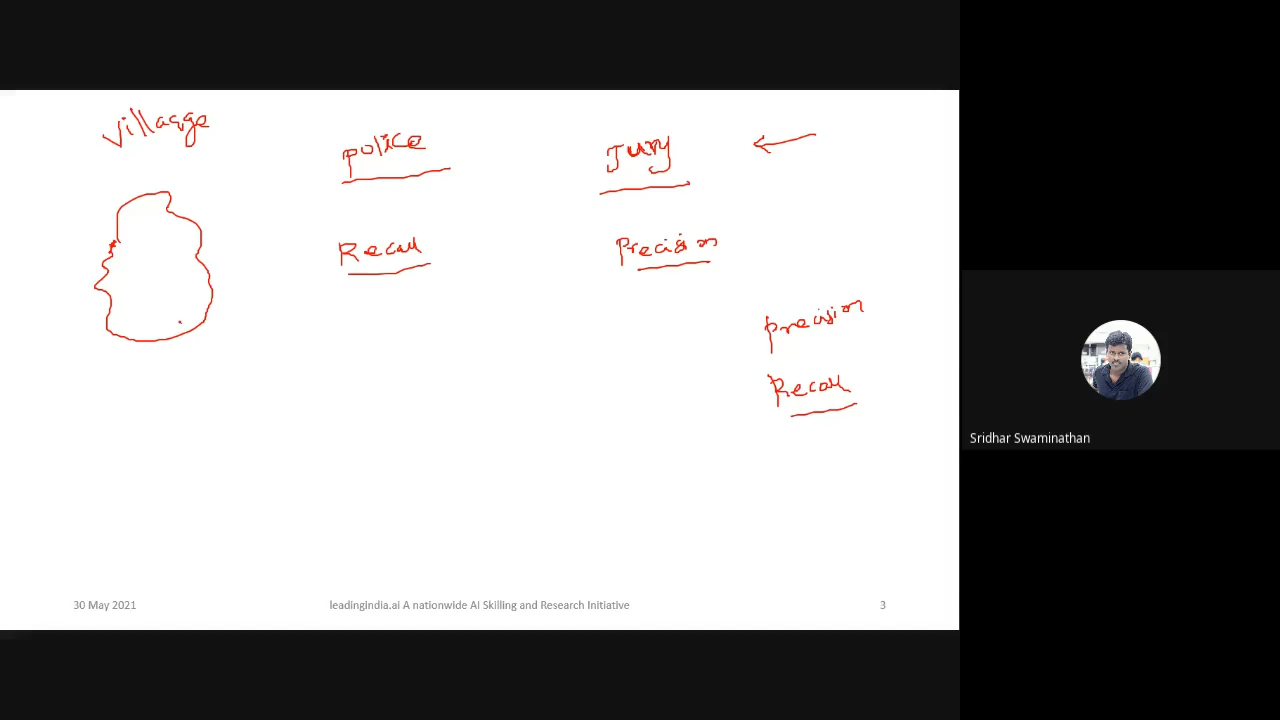 Villaage
police
Jury
Recall
Precision
precision
Recall
Sridhar Swaminathan
30 May 2021
leadingindia.ai A nationwide AI Skilling and Research Initiative
3